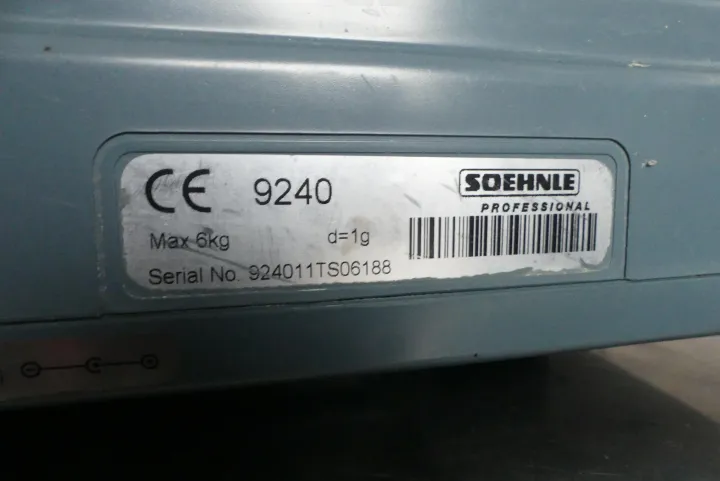 CE 9240
SOEHNLE
PROFESSIONAL
Max 6kg d=1g
Serial No. 924011TS06188